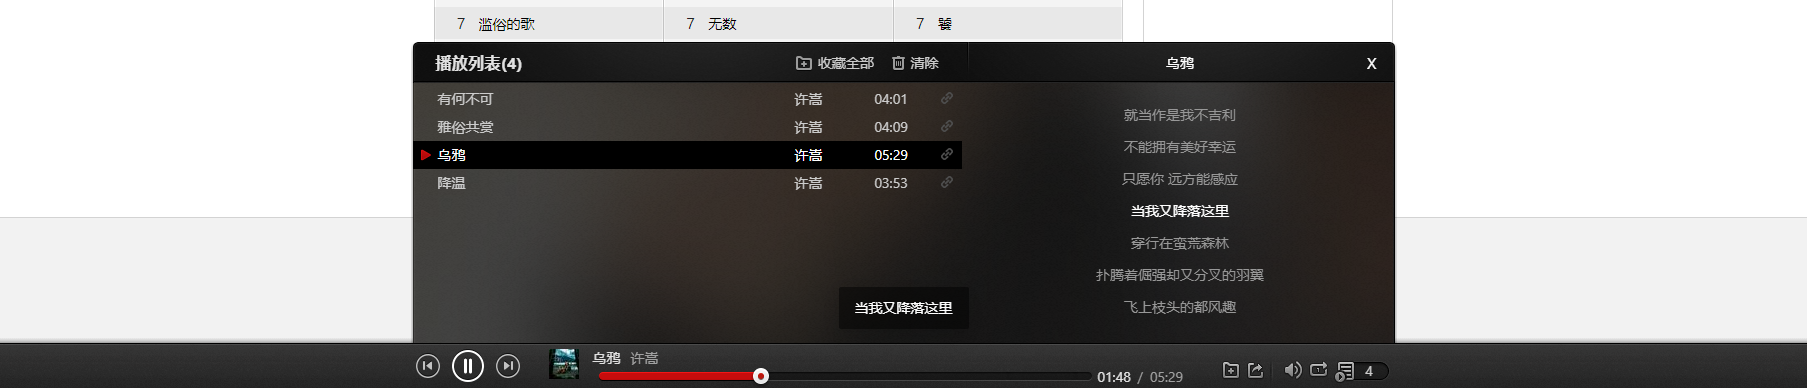 7 滥俗的歌
7 无数
7 饕
播放列表(4)
收藏全部
清除
乌鸦
X
有何不可 许嵩 04:01
雅俗共赏 许嵩 04:09
乌鸦 许嵩 05:29
降温 许嵩 03:53
就当作是我不吉利
不能拥有美好幸运
只愿你 远方能感应
当我又降落这里
穿行在蛮荒森林
扑腾着倔强却又分叉的羽翼
飞上枝头的都风趣
当我又降落这里
乌鸦 许嵩
01:48 / 05:29
1
4